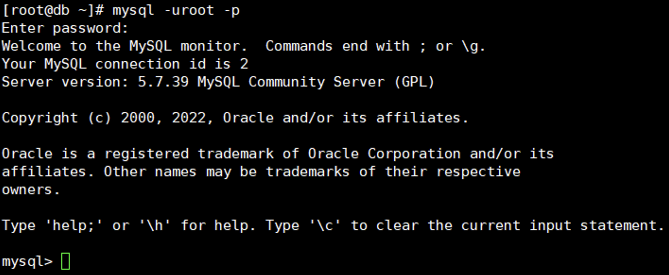 [root@db ~]# mysql -uroot -p
Enter password:
Welcome to the MySQL monitor.  Commands end with ; or \g.
Your MySQL connection id is 2
Server version: 5.7.39 MySQL Community Server (GPL)
Copyright (c) 2000, 2022, Oracle and/or its affiliates.
Oracle is a registered trademark of Oracle Corporation and/or its
affiliates. Other names may be trademarks of their respective
owners.
Type 'help;' or '\h' for help. Type '\c' to clear the current input statement.
mysql>